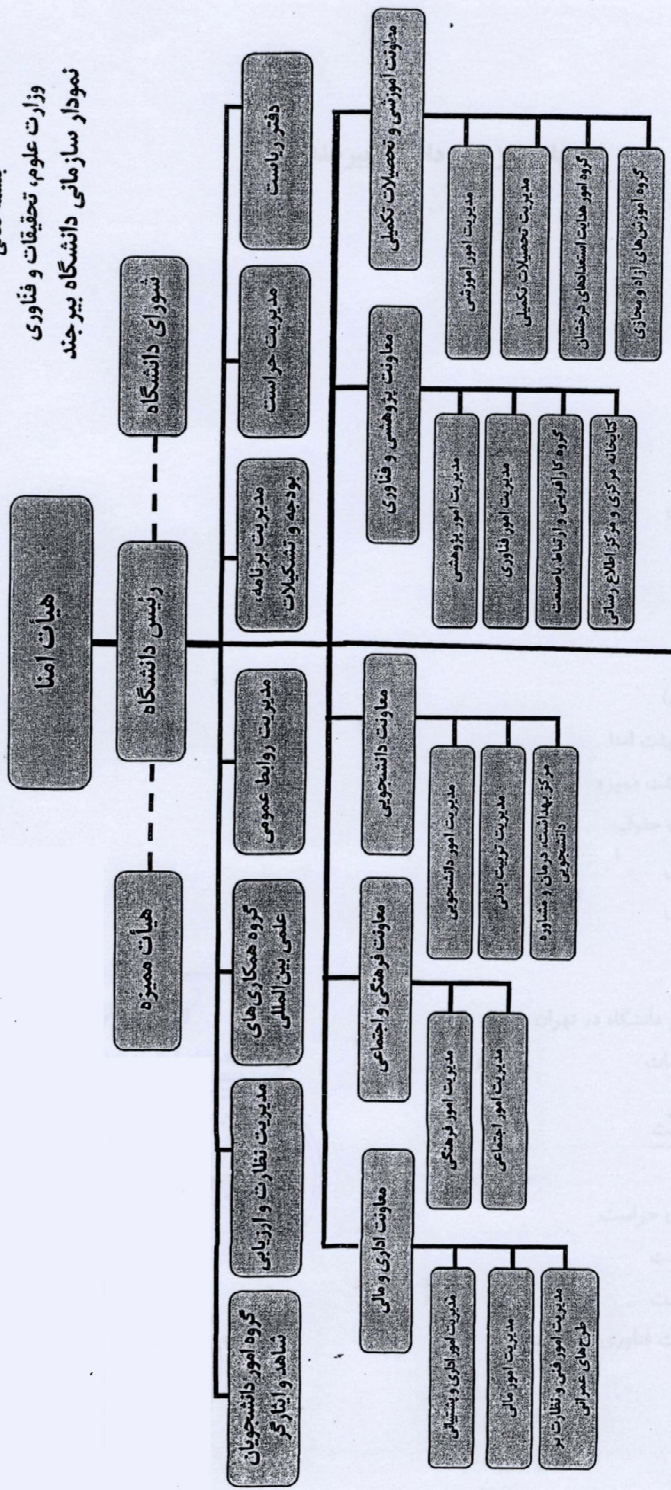 وزارت علوم، تحقیقات و فنّاوری
نمودار سازمانی دانشگاه بیرجند
هیأت امنا
شورای دانشگاه
رئیس دانشگاه
هیأت ممیزه
دفتر ریاست
مدیریت حراست
مدیریت برنامه،
بودجه و تشکیلات
مدیریت روابط عمومی
گروه همکاری‌های
علمی بین‌المللی
مدیریت نظارت و ارزیابی
گروه امور دانشجویان
شاهد و ایثارگر
معاونت آموزشی و تحصیلات تکمیلی
مدیریت امور آموزشی
مدیریت تحصیلات تکمیلی
گروه امور هدایت استعدادهای درخشان
گروه آموزش‌های آزاد و مجازی
معاونت پژوهشی و فنّاوری
مدیریت امور پژوهشی
مدیریت امور فناوری
گروه کارآفرینی و ارتباط با صنعت
کتابخانه مرکزی و مرکز اطلاع رسانی
معاونت دانشجویی
مدیریت امور دانشجویی
مدیریت تربیت بدنی
مرکز بهداشت، درمان و مشاوره
دانشجویی
معاونت فرهنگی و اجتماعی
مدیریت امور فرهنگی
مدیریت امور اجتماعی
معاونت اداری و مالی
مدیریت امور اداری و پشتیبانی
مدیریت امور مالی
مدیریت امور فنی و نظارت بر
طرح‌های عمرانی